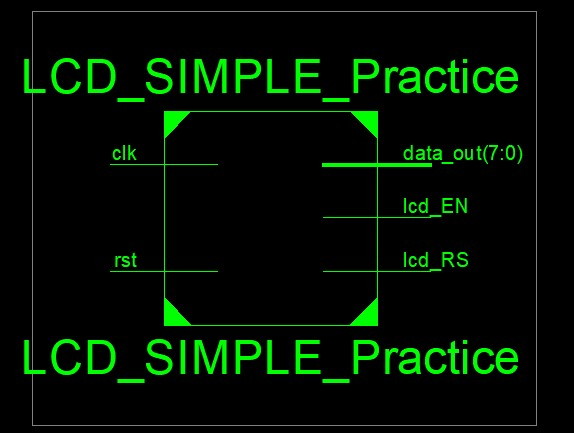 LCD_SIMPLE_Practice
clk
data_out(7:0)
lcd_EN
rst
lcd_RS
LCD_SIMPLE_Practice